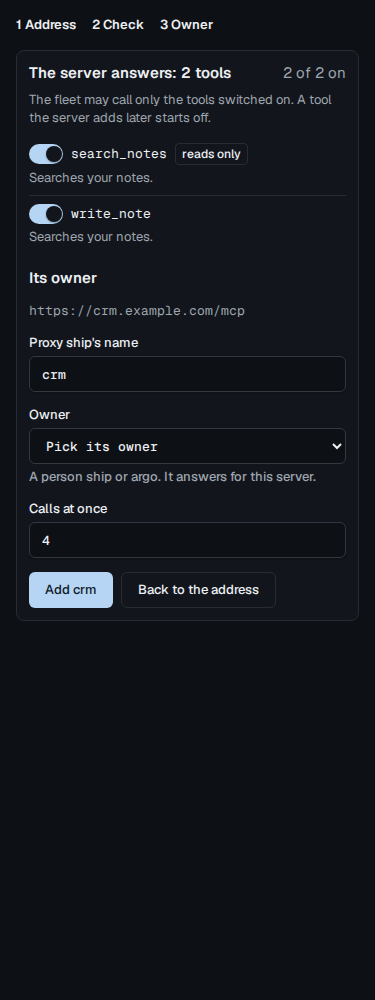 1 Address 2 Check 3 Owner
The server answers: 2 tools 2 of 2 on
The fleet may call only the tools switched on. A tool
the server adds later starts off.
search_notes reads only
Searches your notes.
write_note
Searches your notes.
Its owner
https://crm.example.com/mcp
Proxy ship's name
crm
Owner
Pick its owner
A person ship or argo. It answers for this server.
Calls at once
4
Add crm Back to the address